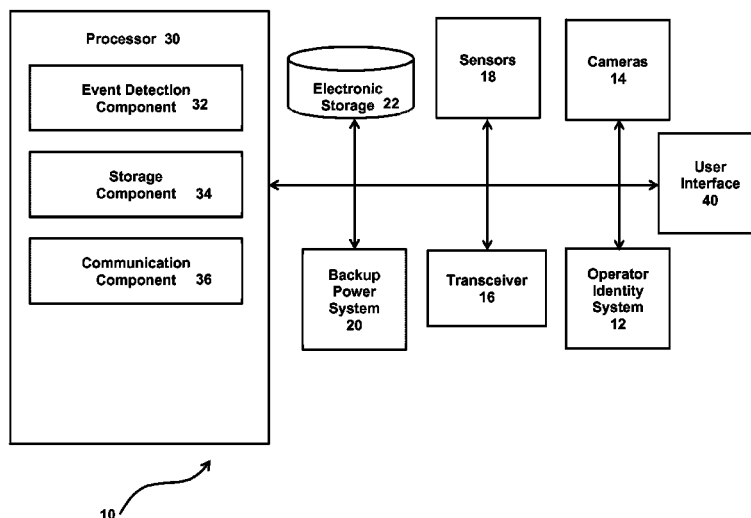 Processor 30
Event Detection
Component 32
Storage
Component 34
Communication
Component 36
Electronic
Storage 22
Sensors
18
Cameras
14
User
Interface
40
Backup
Power
System
20
Transceiver
16
Operator
Identity
System
12
10